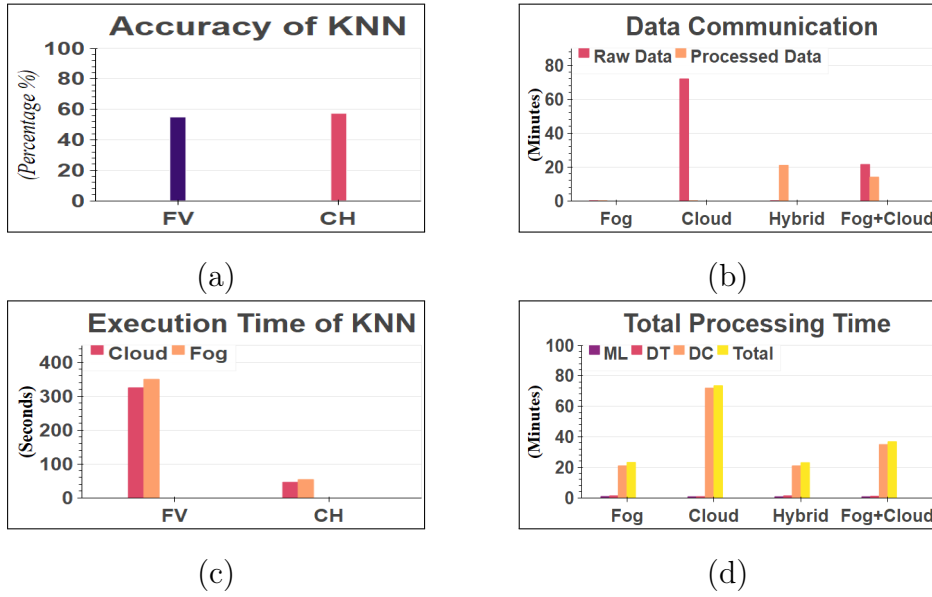 Accuracy of KNN
(Percentage %)
100
80
60
40
20
0
FV CH
(a)
Data Communication
Raw Data Processed Data
(Minutes)
80
60
40
20
0
Fog Cloud Hybrid Fog+Cloud
(b)
Execution Time of KNN
Cloud Fog
(Seconds)
400
300
200
100
0
FV CH
(c)
Total Processing Time
ML DT DC Total
(Minutes)
100
80
60
40
20
0
Fog Cloud Hybrid Fog+Cloud
(d)